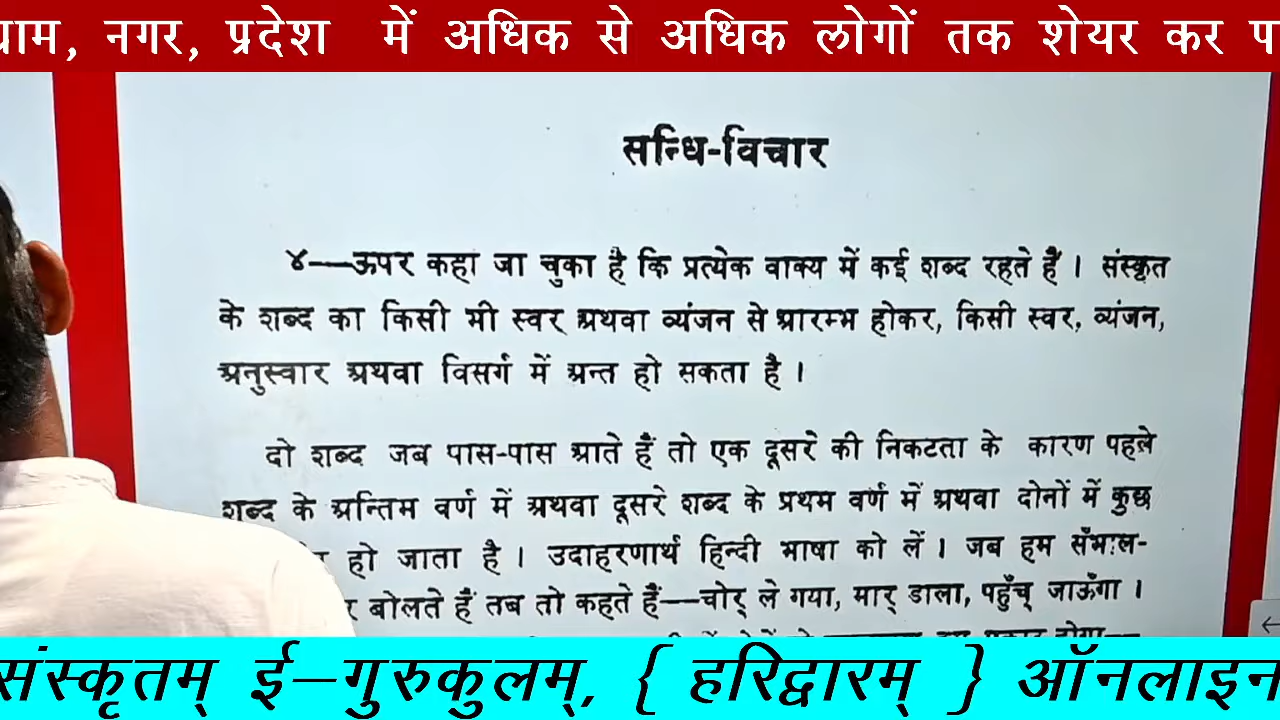 ग्राम, नगर, प्रदेश में अधिक से अधिक लोगों तक शेयर कर प
सन्धि-विचार
४—ऊपर कहा जा चुका है कि प्रत्येक वाक्य में कई शब्द रहते हैं । संस्कृत
के शब्द का किसी भी स्वर अथवा व्यंजन से प्रारम्भ होकर, किसी स्वर, व्यंजन,
अनुस्वार अथवा विसर्ग में अन्त हो सकता है ।
दो शब्द जब पास-पास आते हैं तो एक दूसरे की निकटता के कारण पहले
शब्द के अन्तिम वर्ण में अथवा दूसरे शब्द के प्रथम वर्ण में अथवा दोनों में कुछ
हो जाता है । उदाहरणार्थ हिन्दी भाषा को लें । जब हम सँभाल-
बोलते हैं तब तो कहते हैं—चोर् ले गया, मार् डाला, पहुँच् जाऊँगा ।
संस्कृतम् ई–गुरुकुलम्, { हरिद्वारम् } ऑनलाइन